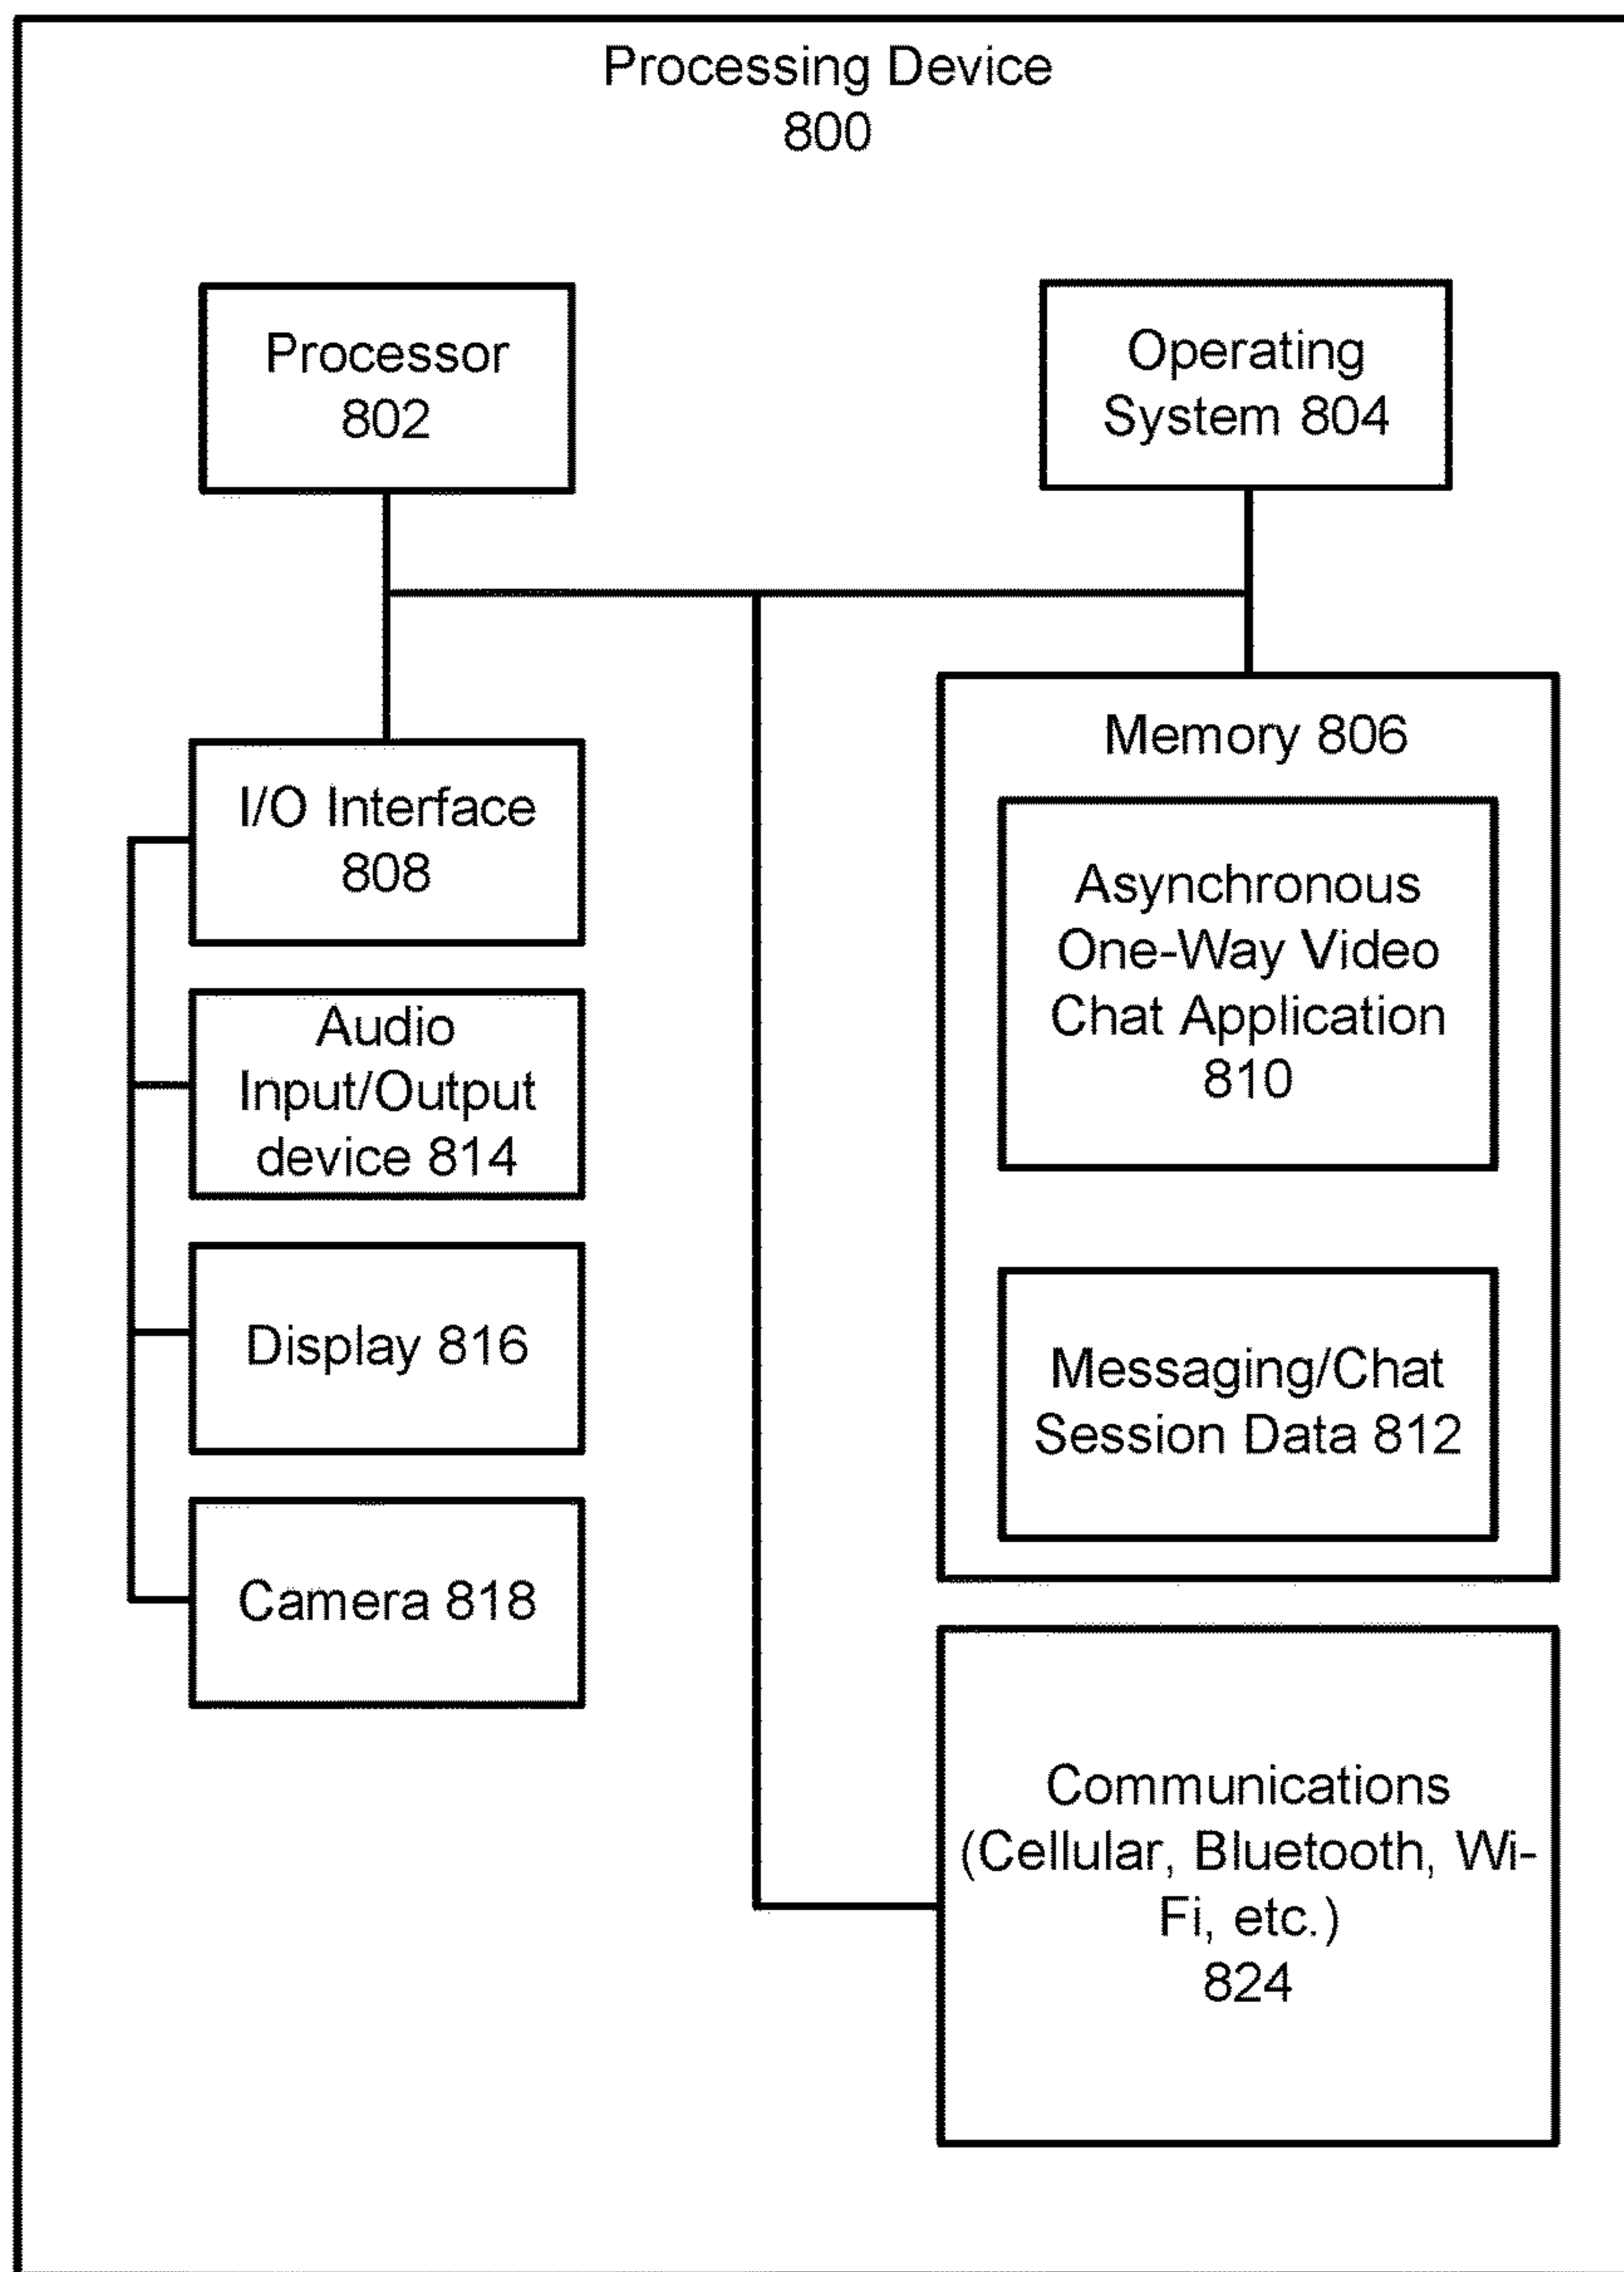 Processing Device
800
Processor
802
Operating
System 804
I/O Interface
808
Audio
Input/Output
device 814
Display 816
Camera 818
Memory 806
Asynchronous
One-Way Video
Chat Application
810
Messaging/Chat
Session Data 812
Communications
(Cellular, Bluetooth, Wi-
Fi, etc.)
824